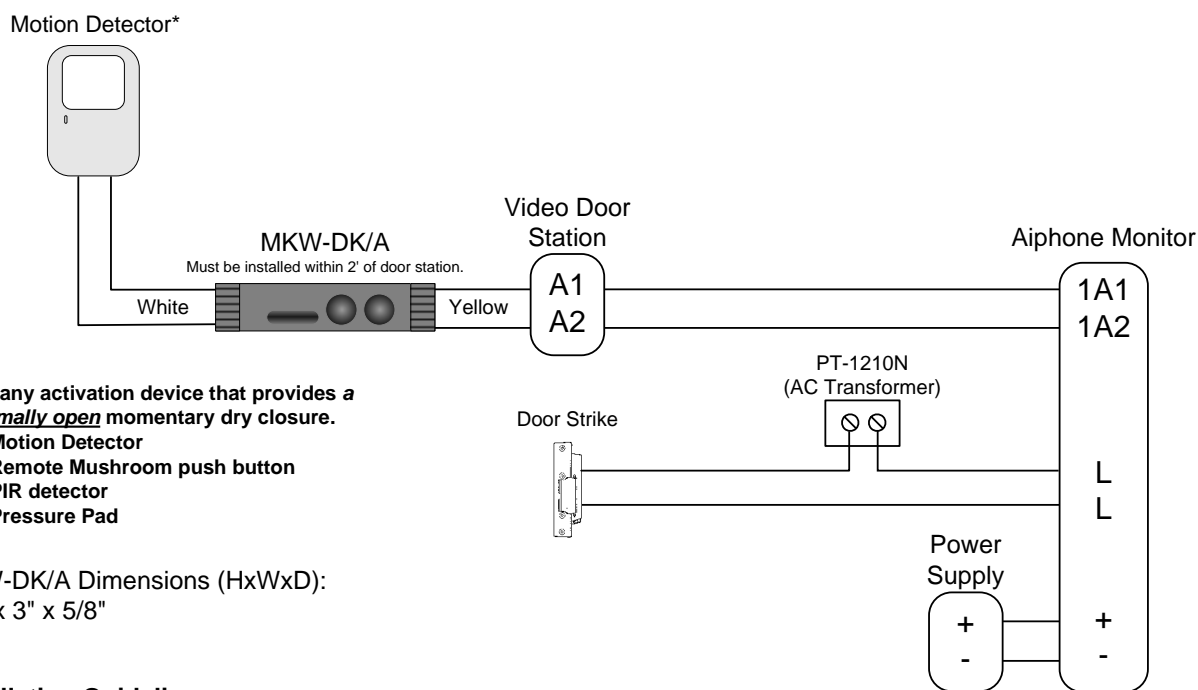 Motion Detector*
MKW-DK/A
Must be installed within 2' of door station.
White
Yellow
Video Door
Station
A1
A2
Aiphone Monitor
1A1
1A2
PT-1210N
(AC Transformer)
Door Strike
L
L
Power
Supply
+
-
+
-
any activation device that provides a
mally open momentary dry closure.
Motion Detector
Remote Mushroom push button
PIR detector
Pressure Pad
-DK/A Dimensions (HxWxD):
x 3" x 5/8"